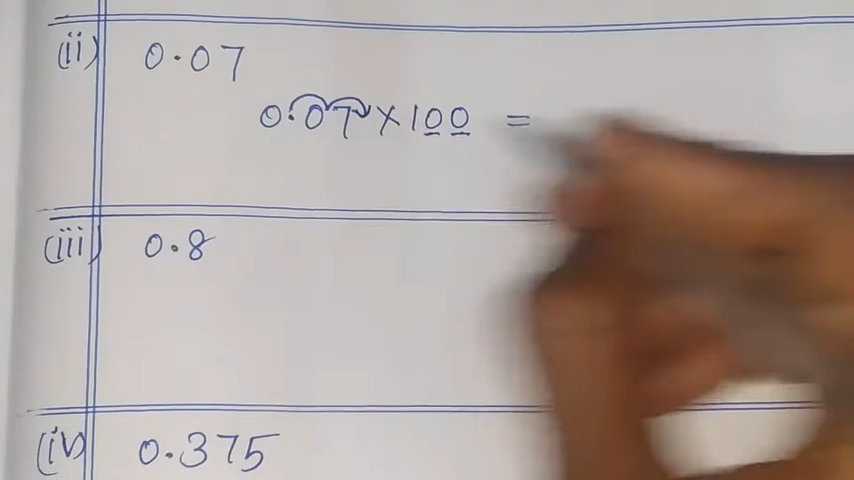 (ii) 0.07
0.07 × 100 =
(iii) 0.8
(iv) 0.375